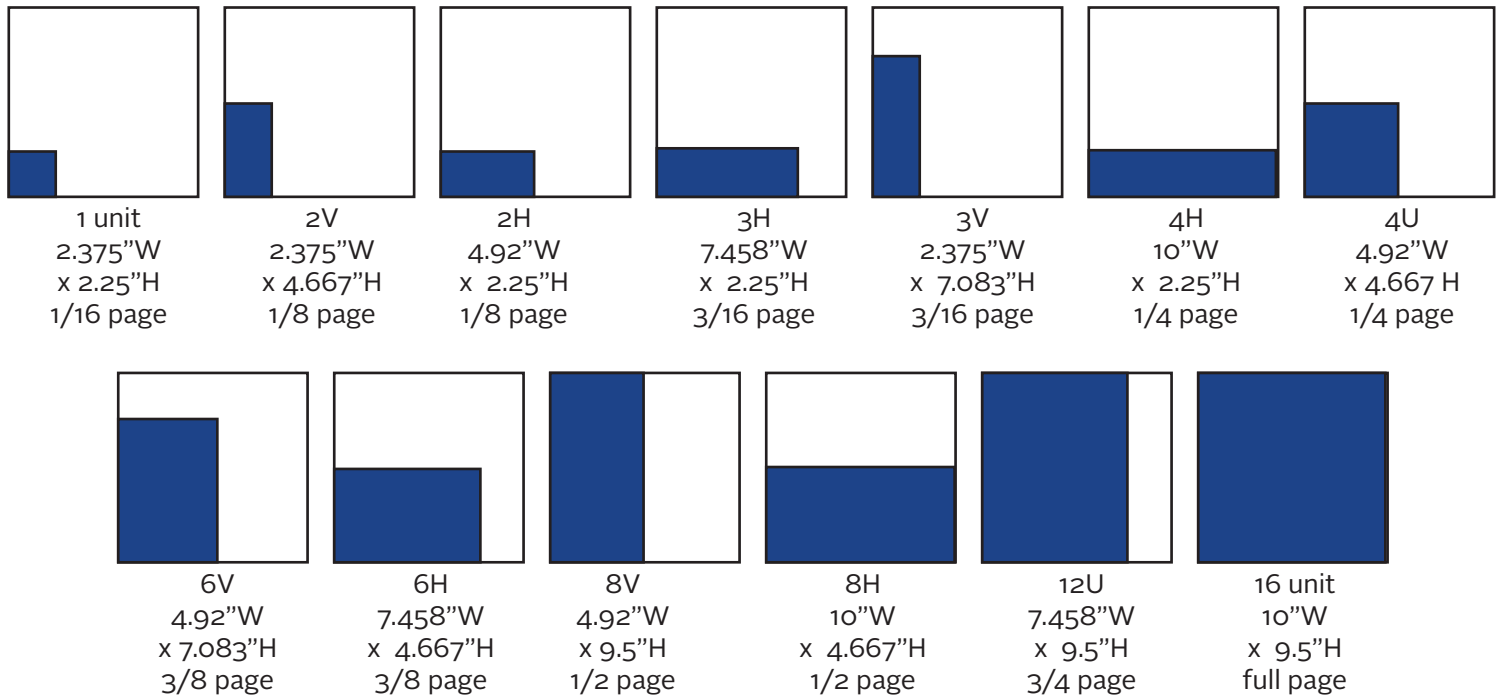 1 unit
2.375”W
x 2.25”H
1/16 page
2V
2.375”W
x 4.667”H
1/8 page
2H
4.92”W
x  2.25”H
1/8 page
3H
7.458”W
x  2.25”H
3/16 page
3V
2.375”W
x  7.083”H
3/16 page
4H
10”W
x  2.25”H
1/4 page
4U
4.92”W
x 4.667 H
1/4 page
6V
4.92”W
x 7.083”H
3/8 page
6H
7.458”W
x  4.667”H
3/8 page
8V
4.92”W
x 9.5”H
1/2 page
8H
10”W
x  4.667”H
1/2 page
12U
7.458”W
x  9.5”H
3/4 page
16 unit
10”W
x  9.5”H
full page